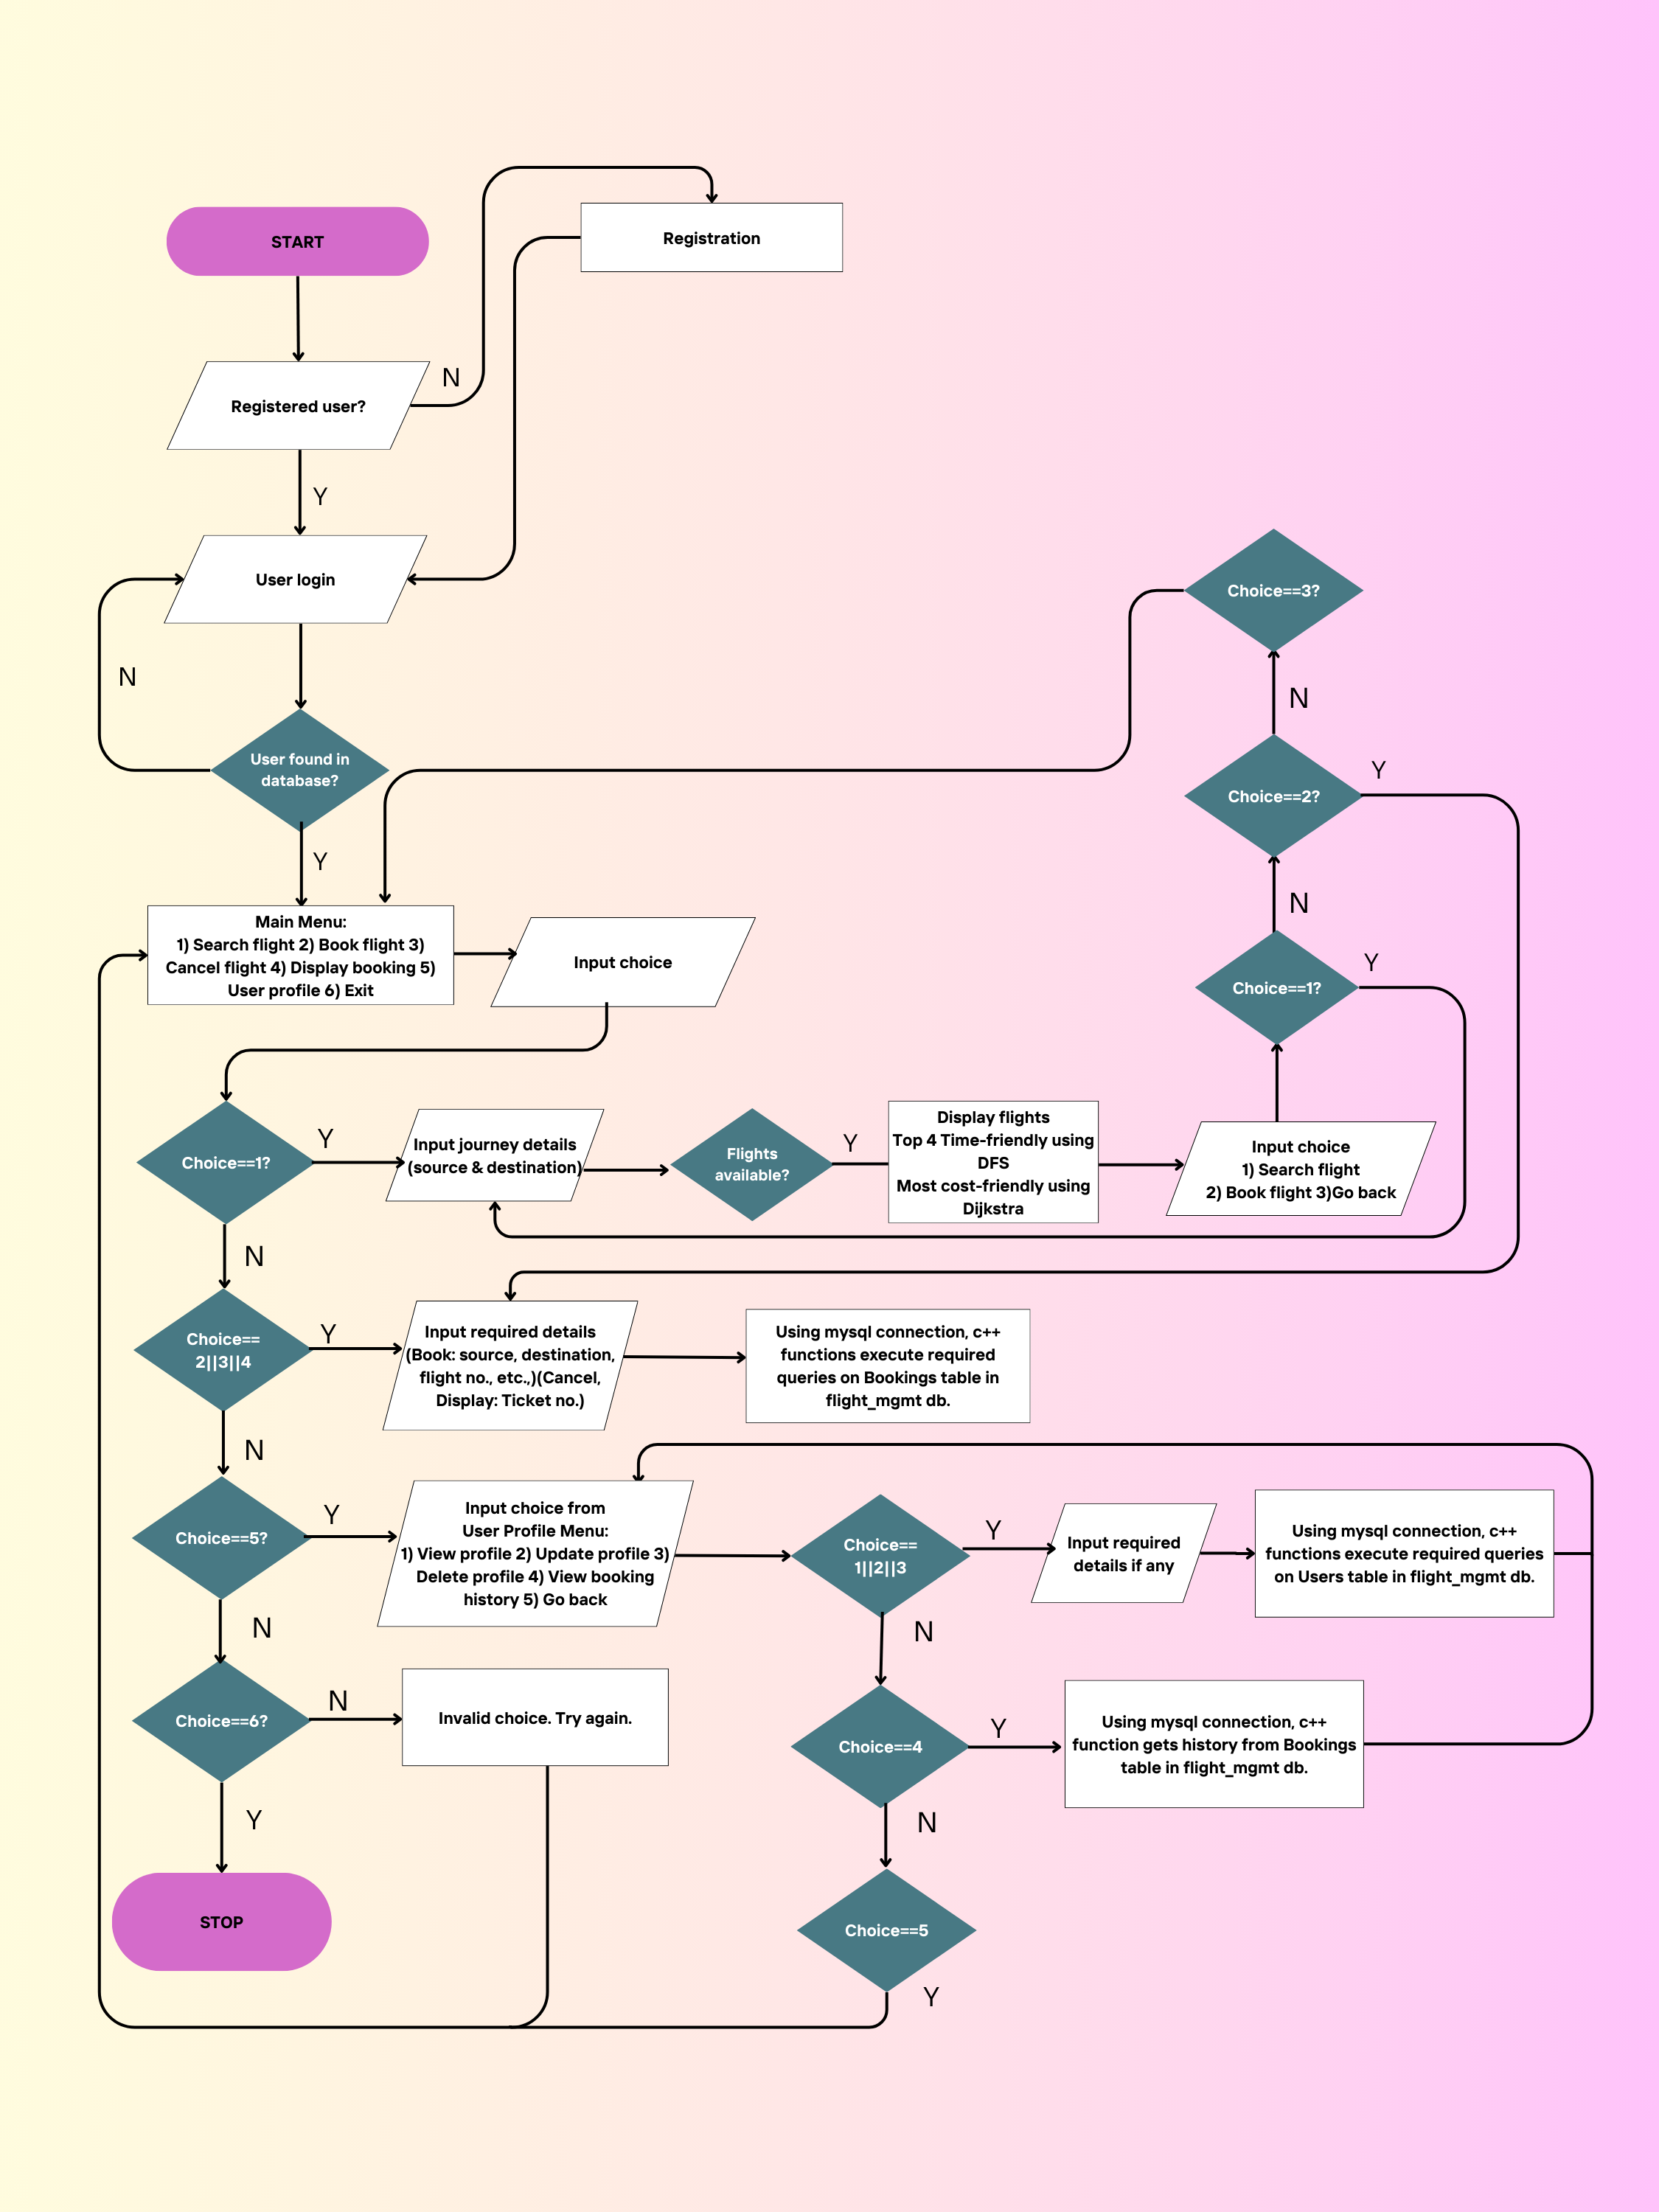 START
Registration
N
Registered user?
Y
User login
N
User found in
database?
Y
Choice==3?
N
Choice==2?
Y
N
Choice==1?
Y
Main Menu:
1) Search flight 2) Book flight 3)
Cancel flight 4) Display booking 5)
User profile 6) Exit
Input choice
Choice==1?
Y
Input journey details
(source & destination)
Flights
available?
Y
Display flights
Top 4 Time-friendly using
DFS
Most cost-friendly using
Dijkstra
Input choice
1) Search flight
2) Book flight 3)Go back
N
Choice==
2||3||4
Y
Input required details
(Book: source, destination,
flight no., etc.,)(Cancel,
Display: Ticket no.)
Using mysql connection, c++
functions execute required
queries on Bookings table in
flight_mgmt db.
N
Choice==5?
Y
Input choice from
User Profile Menu:
1) View profile 2) Update profile 3)
Delete profile 4) View booking
history 5) Go back
Choice==
1||2||3
Y
Input required
details if any
Using mysql connection, c++
functions execute required queries
on Users table in flight_mgmt db.
N
N
Choice==6?
N
Invalid choice. Try again.
Choice==4
Y
Using mysql connection, c++
function gets history from Bookings
table in flight_mgmt db.
Y
N
STOP
Choice==5
Y